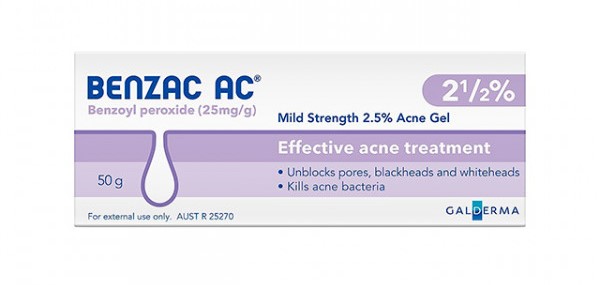 BENZAC AC®
Benzoyl peroxide (25mg/g)
2½%
Mild Strength 2.5% Acne Gel
Effective acne treatment
• Unblocks pores, blackheads and whiteheads
• Kills acne bacteria
50 g
For external use only. AUST R 25270
GALDERMA